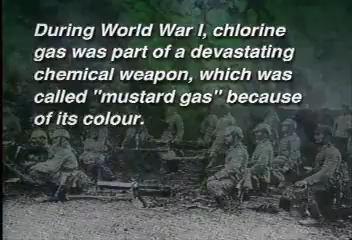 During World War I, chlorine
gas was part of a devastating
chemical weapon, which was
called "mustard gas" because
of its colour.